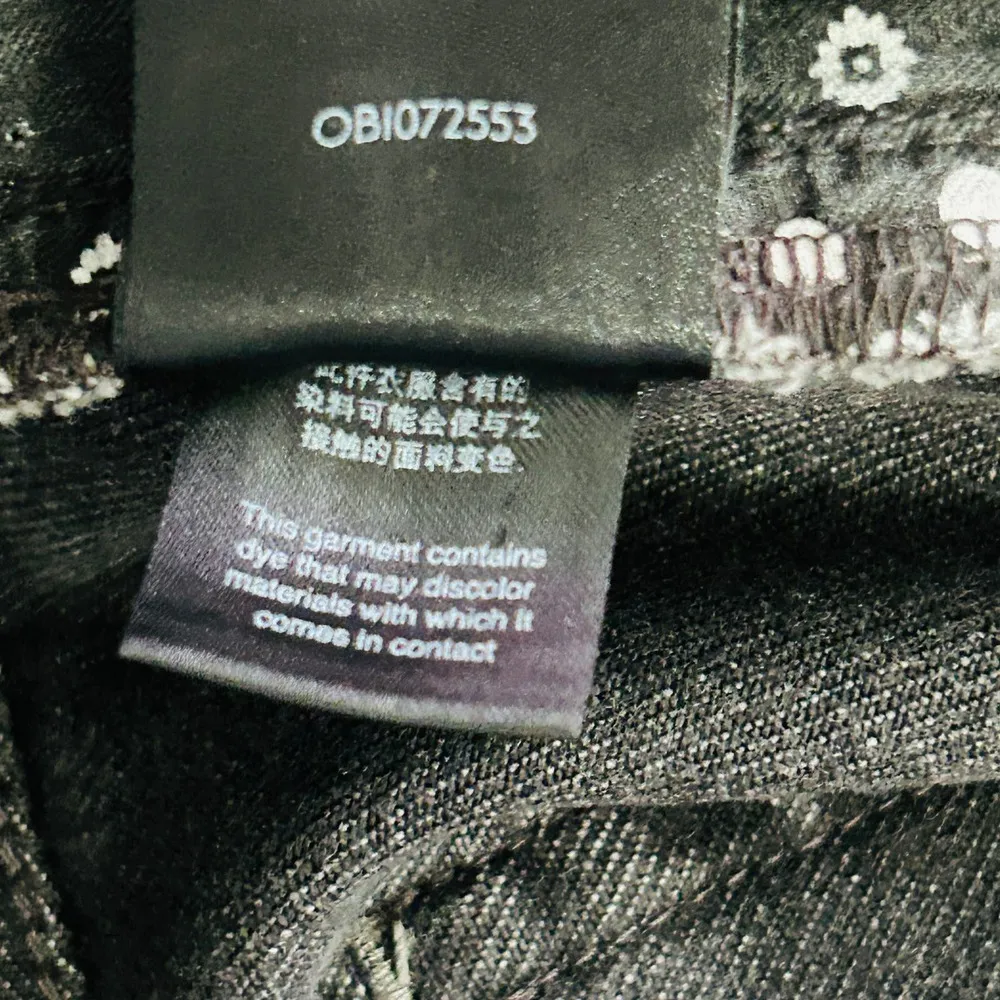 OB1072553
此件衣服含有的
染料可能会使与之
接触的面料变色.
This garment contains
dye that may discolor
materials with which it
comes in contact